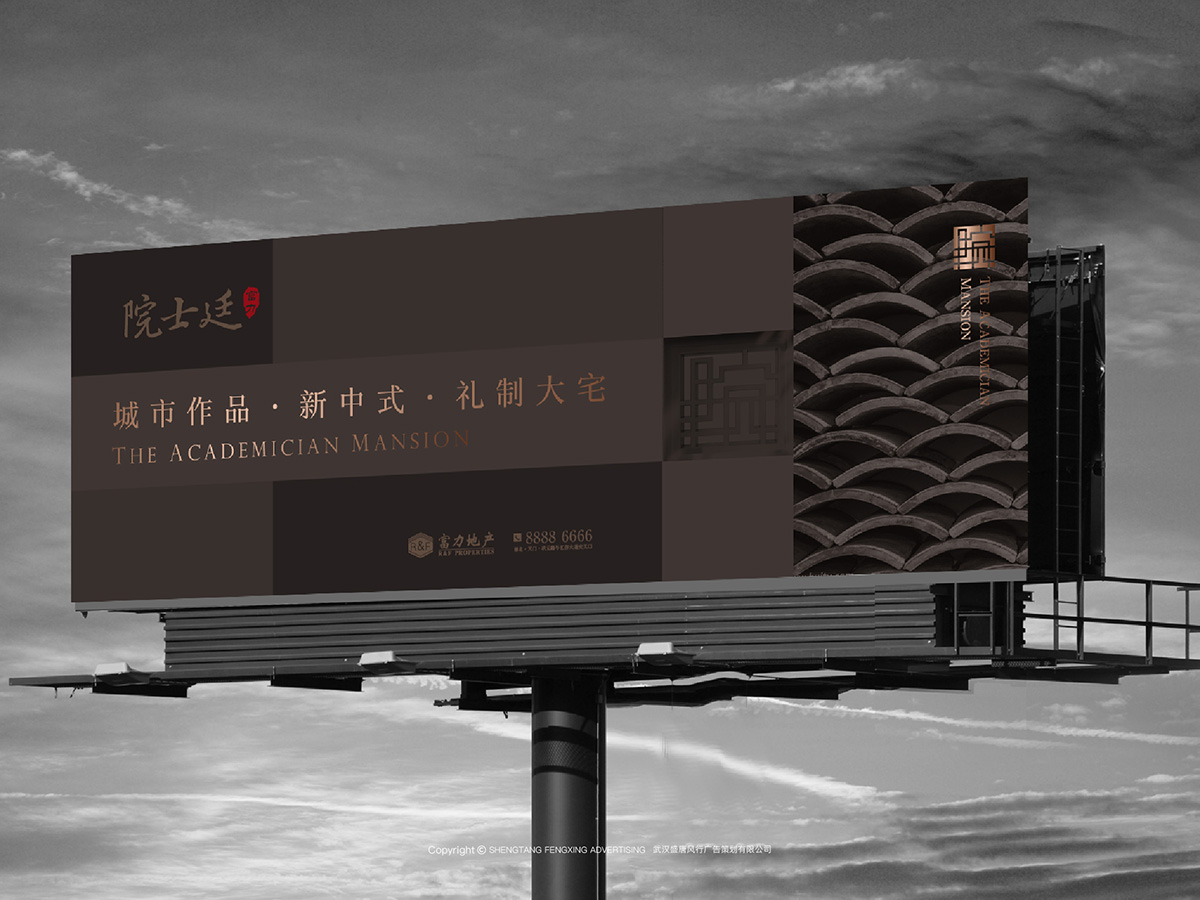 院士廷
富力
城市作品·新中式·礼制大宅
THE ACADEMICIAN MANSION
R&F
富力地产
R&F PROPERTIES
8888 6666
THE ACADEMICIAN
MANSION
Copyright © SHENGTANG FENGXING ADVERTISING 武汉盛唐风行广告策划有限公司